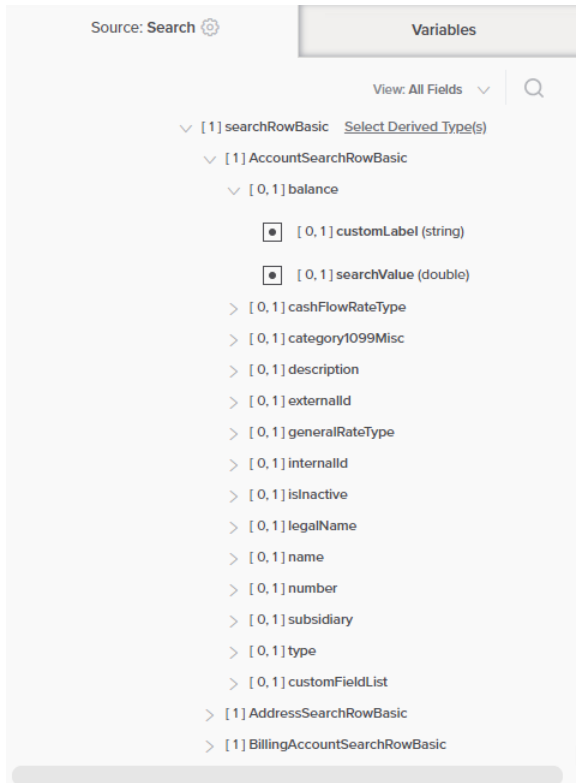 Source: Search
Variables
View: All Fields
[ 1 ] searchRowBasic Select Derived Type(s)
[ 1 ] AccountSearchRowBasic
[ 0, 1 ] balance
[ 0, 1 ] customLabel (string)
[ 0, 1 ] searchValue (double)
[ 0, 1 ] cashFlowRateType
[ 0, 1 ] category1099Misc
[ 0, 1 ] description
[ 0, 1 ] externalId
[ 0, 1 ] generalRateType
[ 0, 1 ] internalId
[ 0, 1 ] isInactive
[ 0, 1 ] legalName
[ 0, 1 ] name
[ 0, 1 ] number
[ 0, 1 ] subsidiary
[ 0, 1 ] type
[ 0, 1 ] customFieldList
[ 1 ] AddressSearchRowBasic
[ 1 ] BillingAccountSearchRowBasic